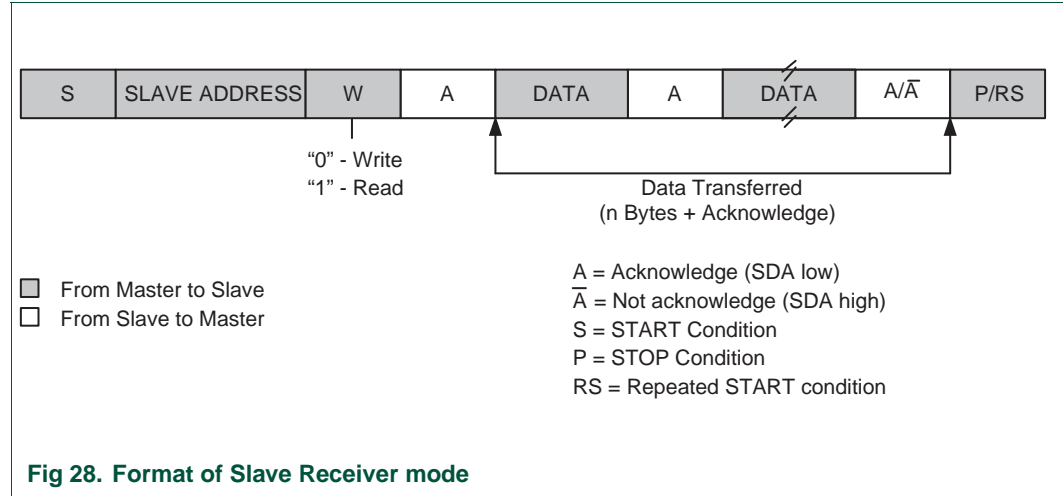 S SLAVE ADDRESS W A DATA A DATA A/A̅ P/RS
“0” - Write
“1” - Read
Data Transferred
(n Bytes + Acknowledge)
From Master to Slave
From Slave to Master
A = Acknowledge (SDA low)
A̅ = Not acknowledge (SDA high)
S = START Condition
P = STOP Condition
RS = Repeated START condition
Fig 28. Format of Slave Receiver mode